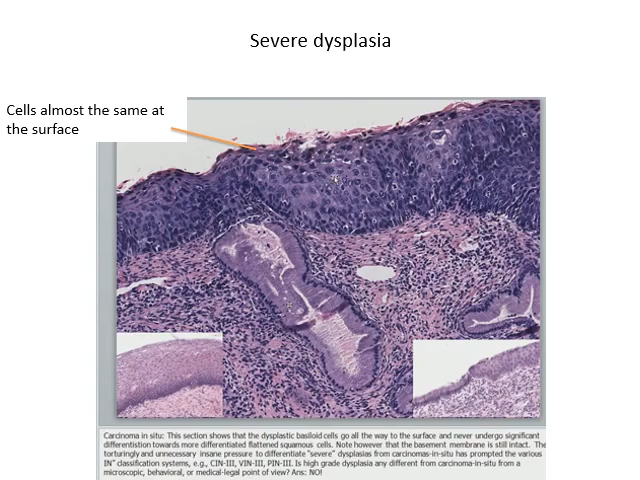 Severe dysplasia
Cells almost the same at
the surface
Carcinoma in situ: This section shows that the dysplastic basiloid cells go all the way to the surface and never undergo significant
differentistion towards more differentiated flattened squamous cells. Note however that the basement membrane is still intact. The
torturingly and unnecessary insane pressure to differentiate "severe" dysplasias from carcinomas-in-situ has prompted the various
IN" classification systems, e.g., CIN-III, VIN-III, PIN-III. Is high grade dysplasia any different from carcinoma-in-situ from a
microscopic, behavioral, or medical-legal point of view? Ans: NO!